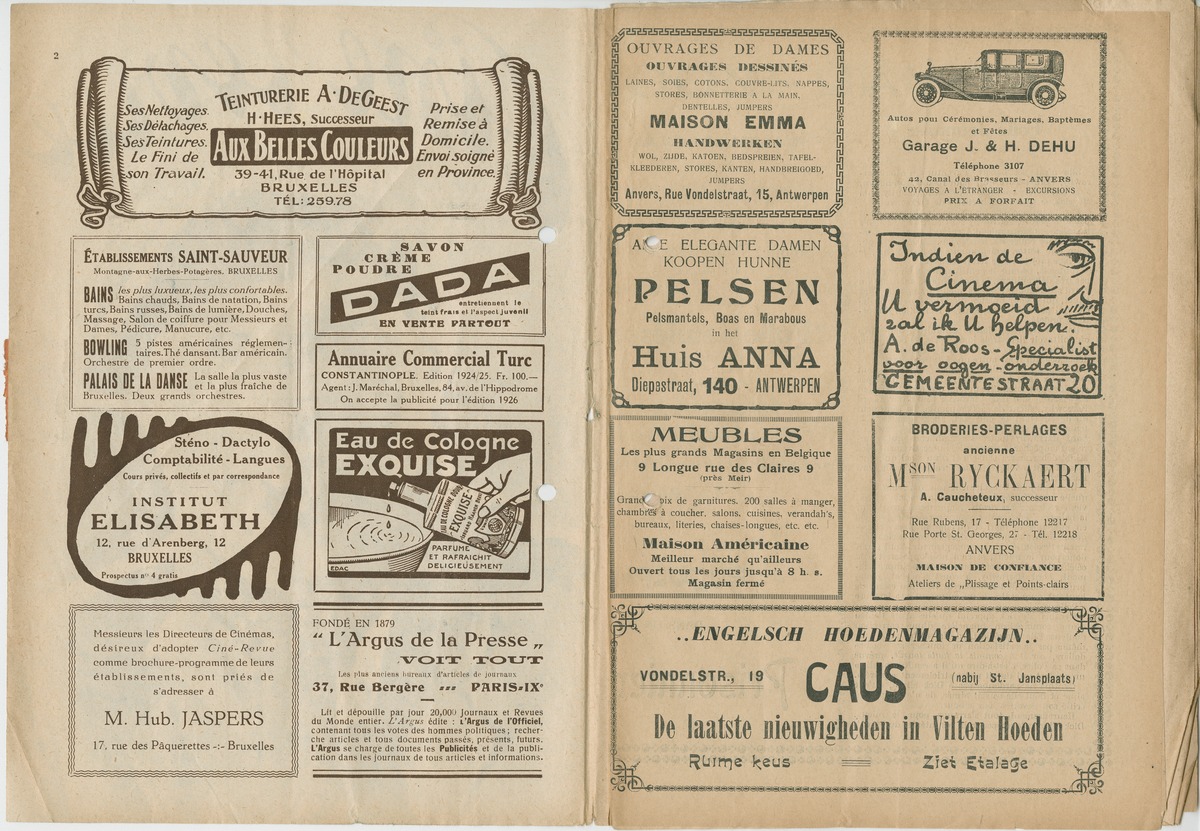 2
Ses Nettoyages.
Ses Détachages.
Ses Teintures.
Le Fini de
son Travail.
TEINTURERIE A. DE GEEST
H. HEES, SUCCESSEUR
AUX BELLES COULEURS
39-41, Rue de l'Hôpital
BRUXELLES
TÉL: 259.78
Prise et
Remise à
Domicile.
Envoi soigné
en Province.
ÉTABLISSEMENTS SAINT-SAUVEUR
Montagne-aux-Herbes-Potagères. BRUXELLES
BAINS les plus luxueux, les plus confortables.
Bains chauds, Bains de natation, Bains
turcs, Bains russes, Bains de lumière, Douches,
Massage, Salon de coiffure pour Messieurs et
Dames, Pédicure, Manucure, etc.
BOWLING 5 pistes américaines réglemen-
taires. Thé dansant. Bar américain.
Orchestre de premier ordre.
PALAIS DE LA DANSE La salle la plus vaste
et la plus fraîche de
Bruxelles. Deux grands orchestres.
SAVON
CRÈME
POUDRE
DADA
entretiennent le
teint frais et l'aspect juvenil
EN VENTE PARTOUT
Annuaire Commercial Turc
CONSTANTINOPLE. Edition 1924/25. Fr. 100.—
Agent: J. Maréchal, Bruxelles, 84, av. de l'Hippodrome
On accepte la publicité pour l'édition 1926
Sténo - Dactylo
Comptabilité - Langues
Cours privés, collectifs et par correspondance
INSTITUT
ELISABETH
12, rue d'Arenberg, 12
BRUXELLES
Prospectus nº 4 gratis
Eau de Cologne
EXQUISE
EAU DE COLOGNE
"EXQUISE"
PARFUME
ET RAFRAICHIT
DELICIEUSEMENT
EDAC
Messieurs les Directeurs de Cinémas,
désireux d'adopter Ciné-Revue
comme brochure-programme de leurs
établissements, sont priés de
s'adresser à
M. Hub. JASPERS
17, rue des Pâquerettes -:- Bruxelles
FONDÉ EN 1879
“ L'Argus de la Presse „
VOIT TOUT
Les plus anciens bureaux d'articles de journaux
37, Rue Bergère === PARIS-IXe
Lit et dépouille par jour 20,000 Journaux et Revues
du Monde entier. L'Argus édite : L'Argus de l'Officiel,
contenant tous les votes des hommes politiques ; recher-
che articles et tous documents passés, présents, futurs.
L'Argus se charge de toutes les Publicités et de la publi-
cation dans les journaux de tous articles et informations.
OUVRAGES DE DAMES
OUVRAGES DESSINÉS
LAINES, SOIES, COTONS, COUVRE-LITS, NAPPES,
STORES, BONNETTERIE A LA MAIN,
DENTELLES, JUMPERS
MAISON EMMA
HANDWERKEN
WOL, ZIJDE, KATOEN, BEDSPREIEN, TAFEL-
KLEEDEREN, STORES, KANTEN, HANDBREIGOED,
JUMPERS
Anvers, Rue Vondelstraat, 15, Antwerpen
Autos pour Cérémonies, Mariages, Baptèmes
et Fêtes
Garage J. & H. DEHU
Téléphone 3107
42, Canal des Brasseurs - ANVERS
VOYAGES A L'ETRANGER - EXCURSIONS
PRIX A FORFAIT
ELEGANTE DAMEN
KOOPEN HUNNE
PELSEN
Pelsmantels, Boas en Marabous
in het
Huis ANNA
Diepestraat, 140 - ANTWERPEN
Indien de
Cinema
U vermoeid
zal ik U helpen.
A. de Roos - Specialist
voor oogen-onderzoek
GEMEENTESTRAAT 20
MEUBLES
Les plus grands Magasins en Belgique
9 Longue rue des Claires 9
(près Meir)
Grand pix de garnitures. 200 salles à manger,
chambres à coucher, salons, cuisines, verandah's,
bureaux, literies, chaises-longues, etc. etc.
Maison Américaine
Meilleur marché qu'ailleurs
Ouvert tous les jours jusqu'à 8 h. s.
Magasin fermé
BRODERIES-PERLAGES
ancienne
MSON RYCKAERT
A. Caucheteux, successeur
Rue Rubens, 17 - Téléphone 12217
Rue Porte St. Georges, 27 - Tél. 12218
ANVERS
MAISON DE CONFIANCE
Ateliers de „Plissage et Points-clairs
..ENGELSCH HOEDENMAGAZIJN..
VONDELSTR., 19
CAUS
(nabij St. Jansplaats)
De laatste nieuwigheden in Vilten Hoeden
Ruime keus = Ziet Etalage